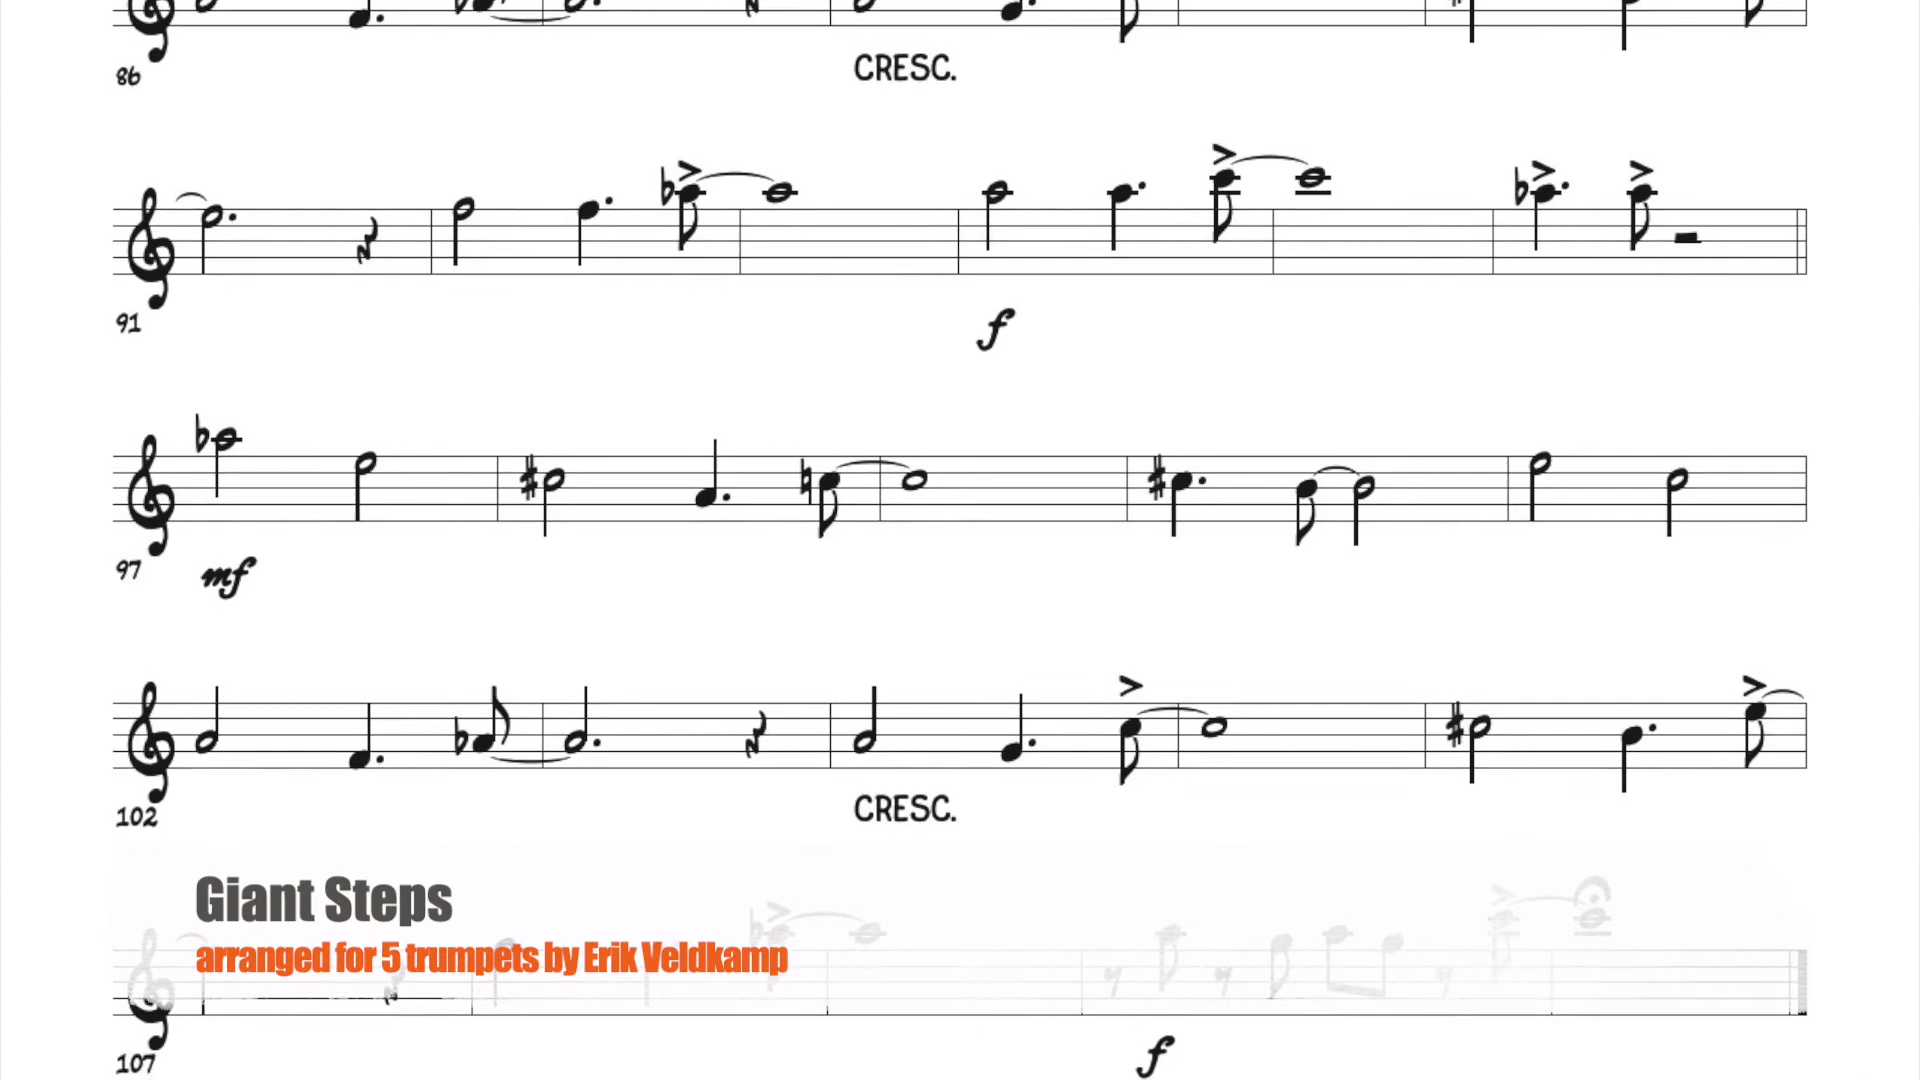 86
CRESC.
91
f
97
mf
102
CRESC.
Giant Steps
arranged for 5 trumpets by Erik Veldkamp
107
f